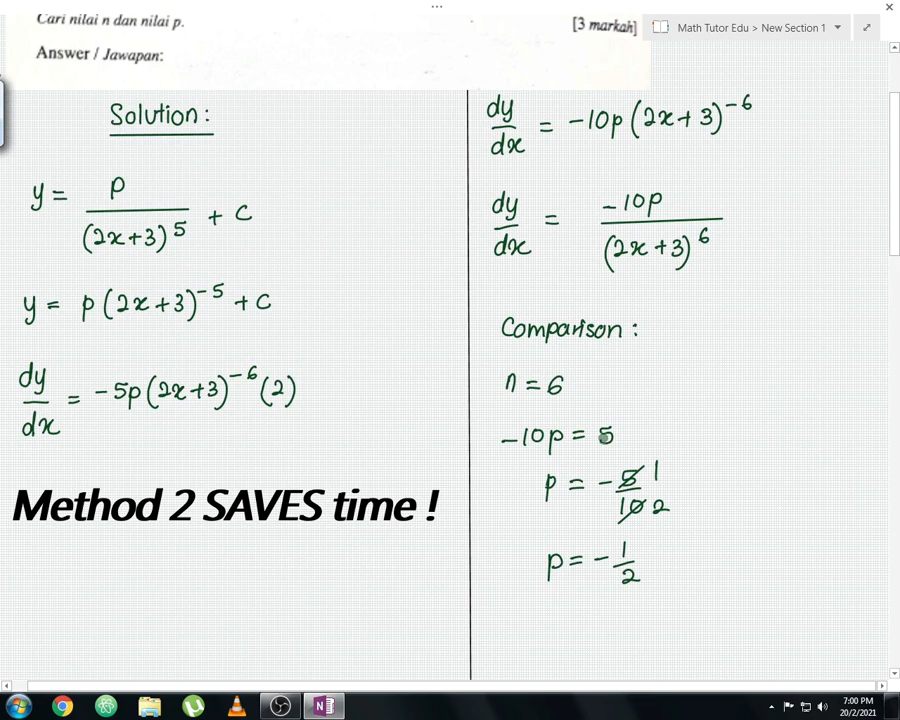 Cari nilai n dan nilai p.
[3 markah]
Math Tutor Edu > New Section 1
Answer / Jawapan:
Solution:
y = p / (2x+3)^5 + c
y = p(2x+3)^-5 + c
dy/dx = -5p(2x+3)^-6 (2)
Method 2 SAVES time !
dy/dx = -10p(2x+3)^-6
dy/dx = -10p / (2x+3)^6
Comparison:
n = 6
-10p = 5
p = -5/10 1 2
p = -1/2
7:00 PM
20/2/2021